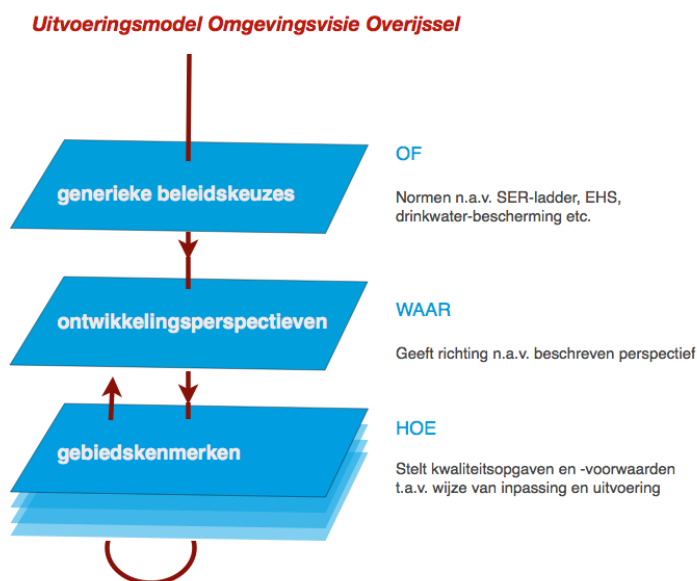 Uitvoeringsmodel Omgevingsvisie Overijssel
generieke beleidskeuzes
OF
Normen n.a.v. SER-ladder, EHS,
drinkwater-bescherming etc.
ontwikkelingsperspectieven
WAAR
Geeft richting n.a.v. beschreven perspectief
gebiedskenmerken
HOE
Stelt kwaliteitsopgaven en -voorwaarden
t.a.v. wijze van inpassing en uitvoering